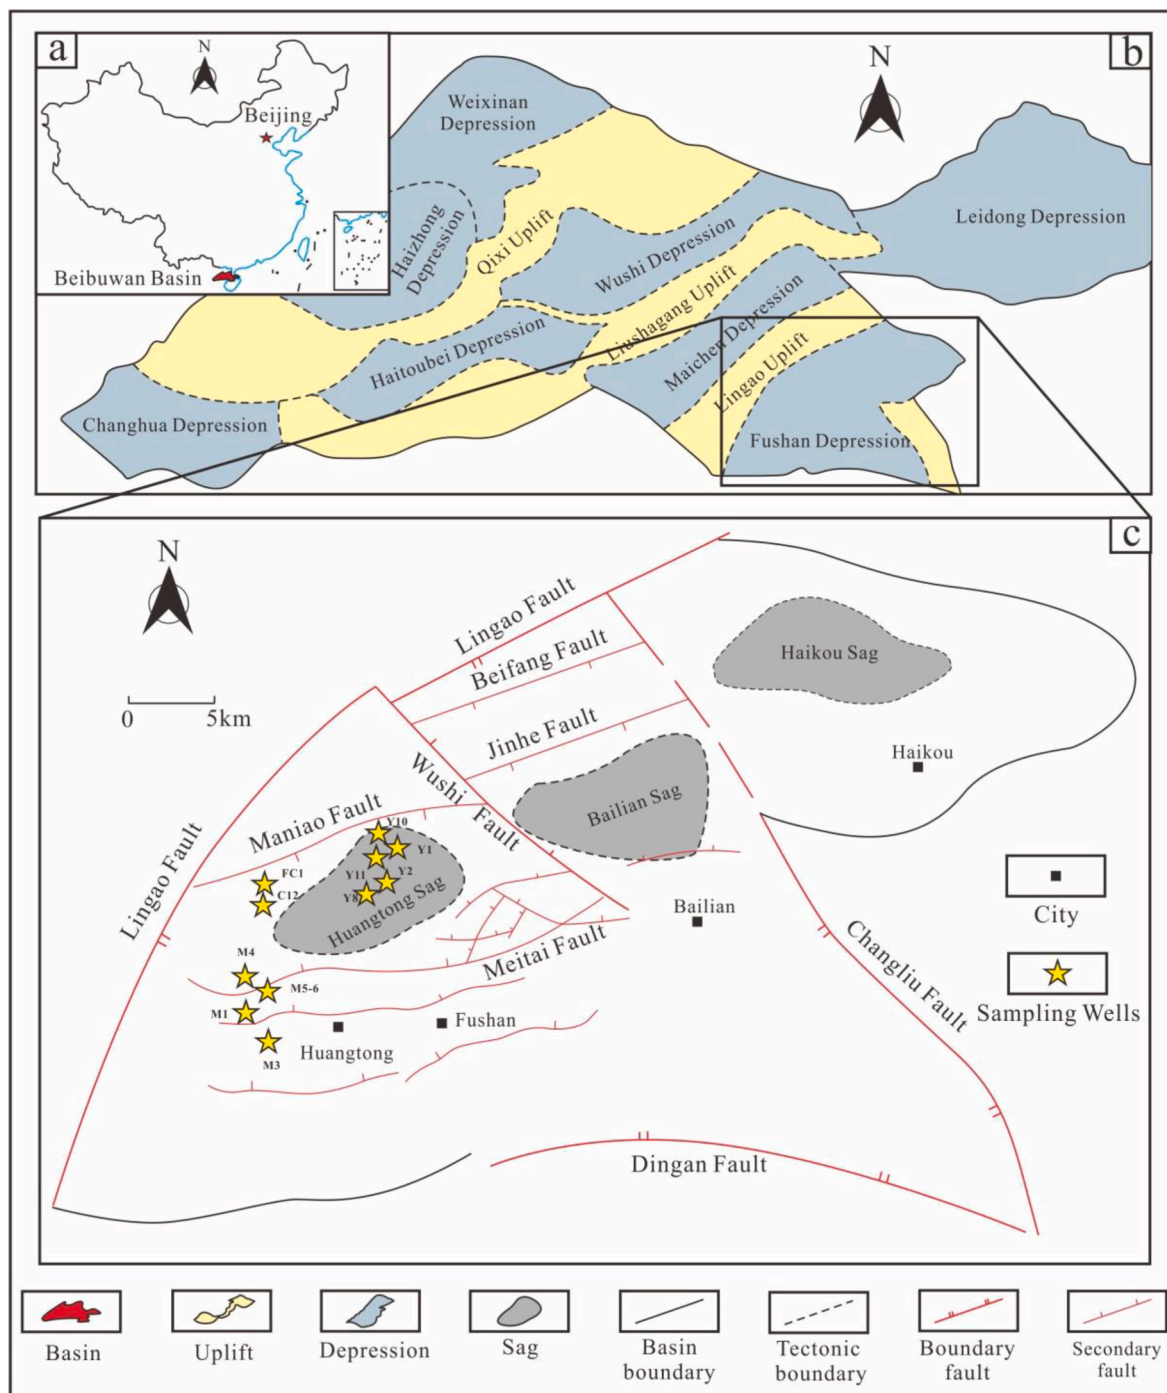 a
N
Beijing
Beibuwan Basin
b
N
Weixinan
Depression
Haizhong
Depression
Qixi Uplift
Wushi Depression
Leidong Depression
Liushagang Uplift
Haitoubei Depression
Maichen Depression
Lingao Uplift
Changhua Depression
Fushan Depression
c
N
0 5km
Lingao Fault
Beifang Fault
Jinhe Fault
Haikou Sag
Haikou
Wushi Fault
Bailian Sag
Maniao Fault
Lingao Fault
Y10
Y1
Y11
Y2
Y8
FC1
C12
Huangtong Sag
Bailian
City
Meitai Fault
Changliu Fault
M4
M5-6
M1
M3
Sampling Wells
Huangtong
Fushan
Dingan Fault
Basin
Uplift
Depression
Sag
Basin
boundary
Tectonic
boundary
Boundary
fault
Secondary
fault